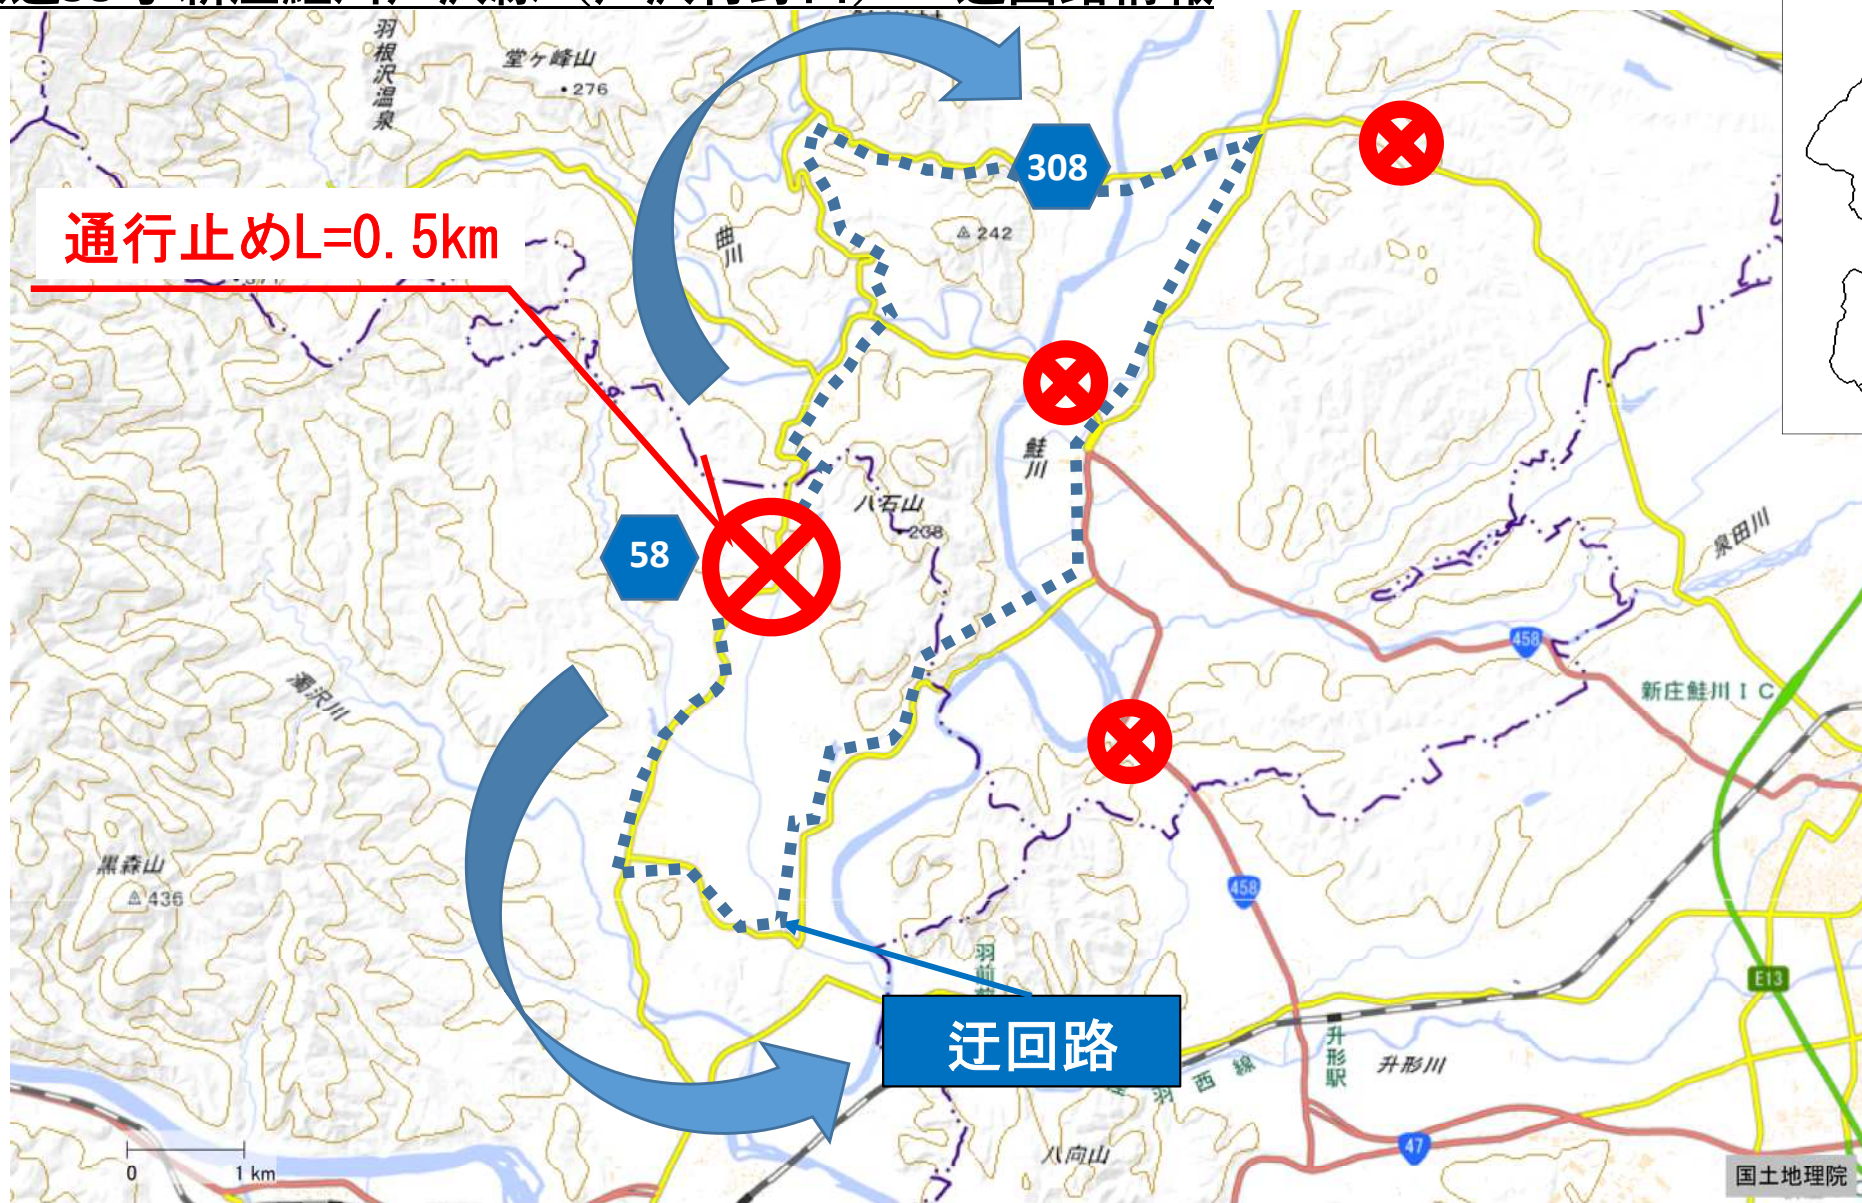 羽根沢温泉
堂ヶ峰山
276
308
通行止めL=0.5km
曲川
242
鮭川
八石山
238
58
泉田川
458
新庄鮭川IC
濁沢川
黒森山
436
458
E13
迂回路
升形駅
升形川
羽西線
47
八向山
0
1 km
国土地理院